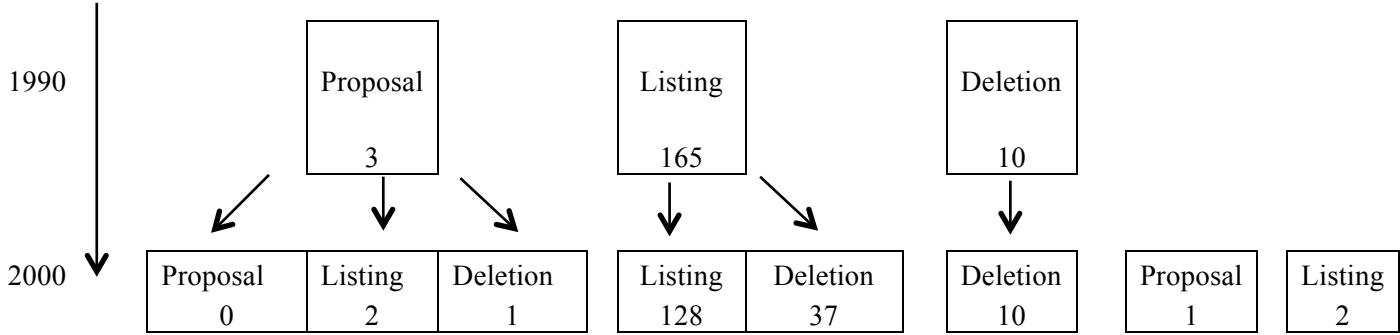 1990
Proposal
3
Listing
165
Deletion
10
2000
Proposal
0
Listing
2
Deletion
1
Listing
128
Deletion
37
Deletion
10
Proposal
1
Listing
2